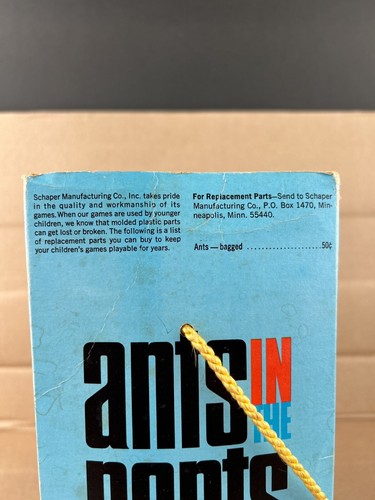 Schaper Manufacturing Co., Inc. takes pride
in the quality and workmanship of its
games. When our games are used by younger
children, we know that molded plastic parts
can get lost or broken. The following is a list
of replacement parts you can buy to keep
your children's games playable for years.
For Replacement Parts—Send to Schaper
Manufacturing Co., P.O. Box 1470, Min-
neapolis, Minn. 55440.
Ants — bagged ......................50¢
ants IN
THE
pants